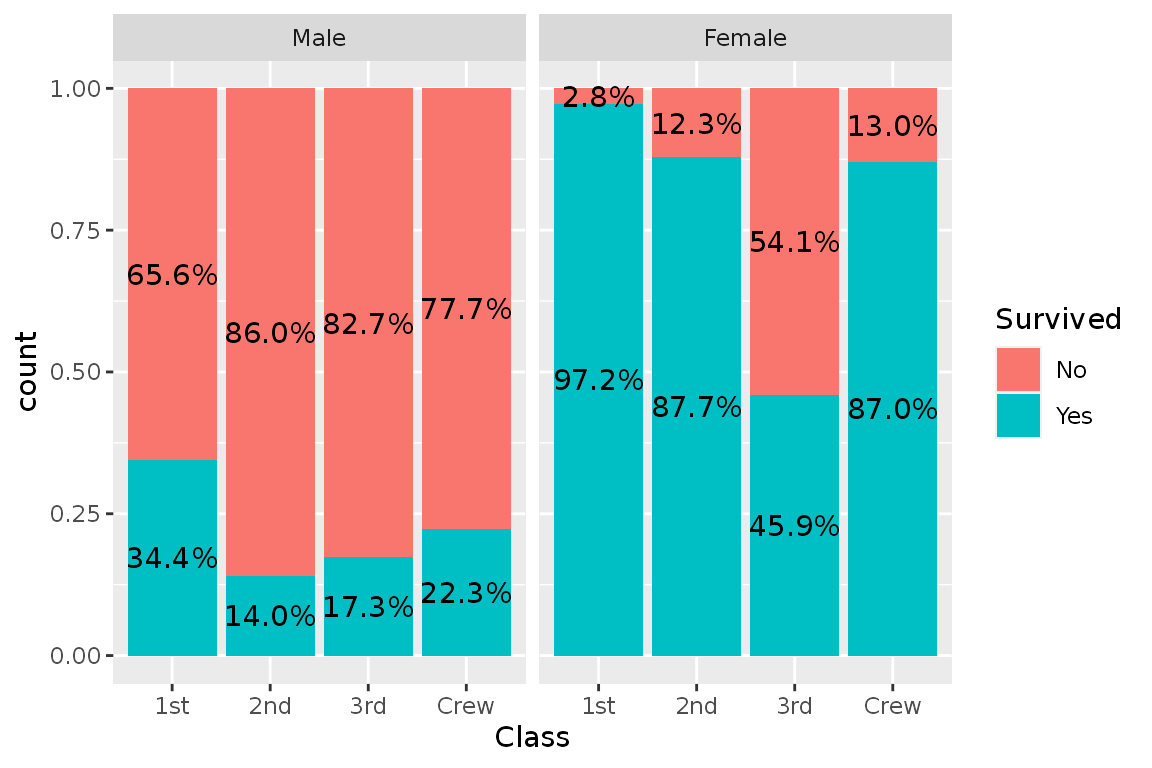 Male Female
1.00
0.75
0.50
0.25
0.00
count
65.6% 86.0% 82.7% 77.7%
34.4% 14.0% 17.3% 22.3%
2.8% 12.3% 54.1% 13.0%
97.2% 87.7% 45.9% 87.0%
1st 2nd 3rd Crew 1st 2nd 3rd Crew
Class
Survived
No
Yes